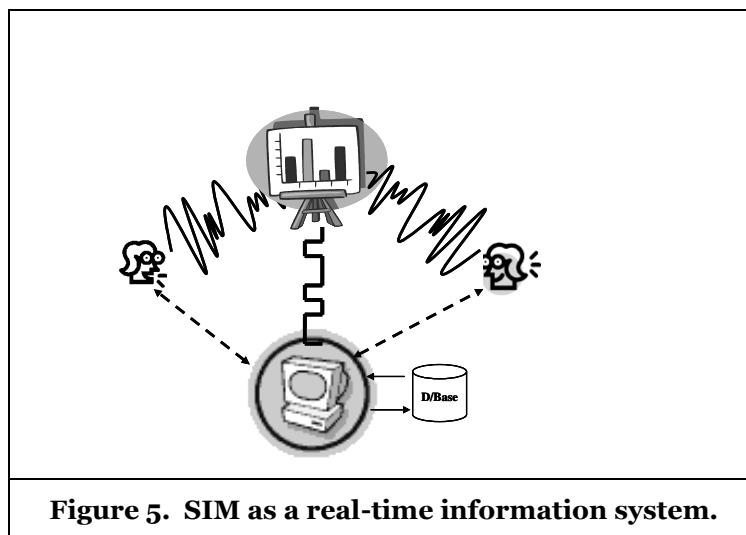 D/Base
Figure 5. SIM as a real-time information system.